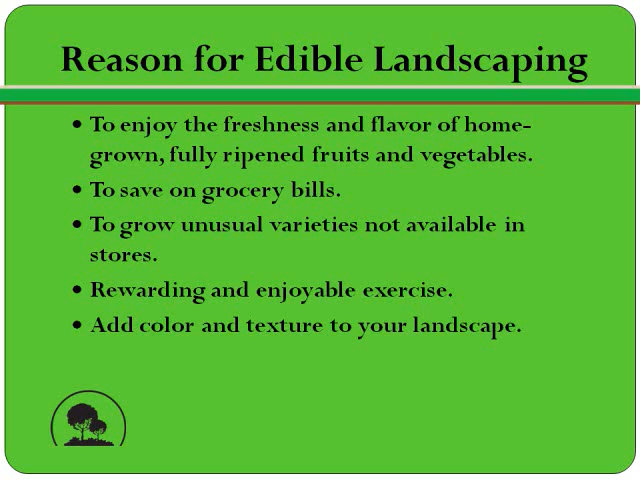 Reason for Edible Landscaping
• To enjoy the freshness and flavor of home-
grown, fully ripened fruits and vegetables.
• To save on grocery bills.
• To grow unusual varieties not available in
stores.
• Rewarding and enjoyable exercise.
• Add color and texture to your landscape.